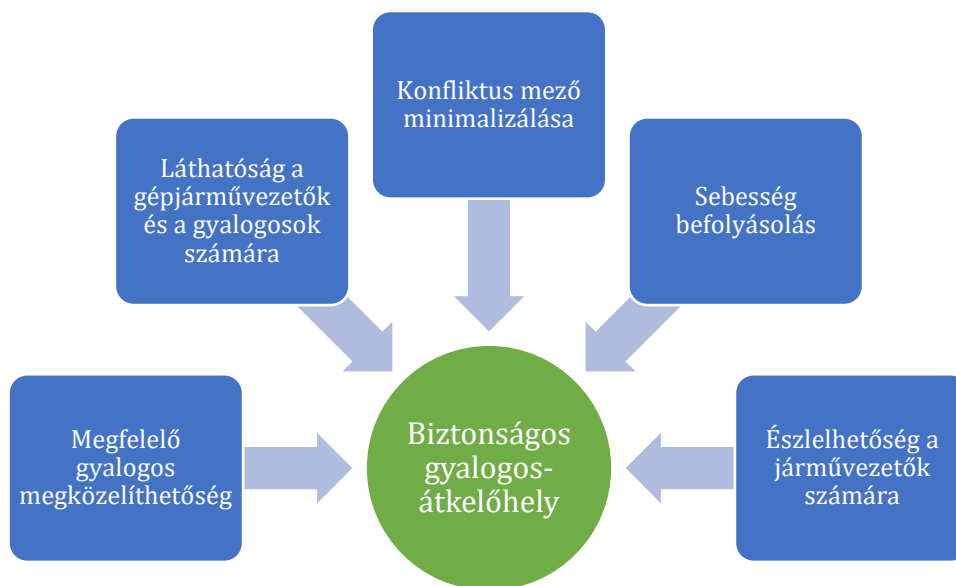 Konfliktus mező
minimalizálása
Láthatóság a
gépjárművezetők
és a gyalogosok
számára
Sebesség
befolyásolás
Megfelelő
gyalogos
megközelíthetőség
Biztonságos
gyalogos-
átkelőhely
Észlelhetőség a
járművezetők
számára